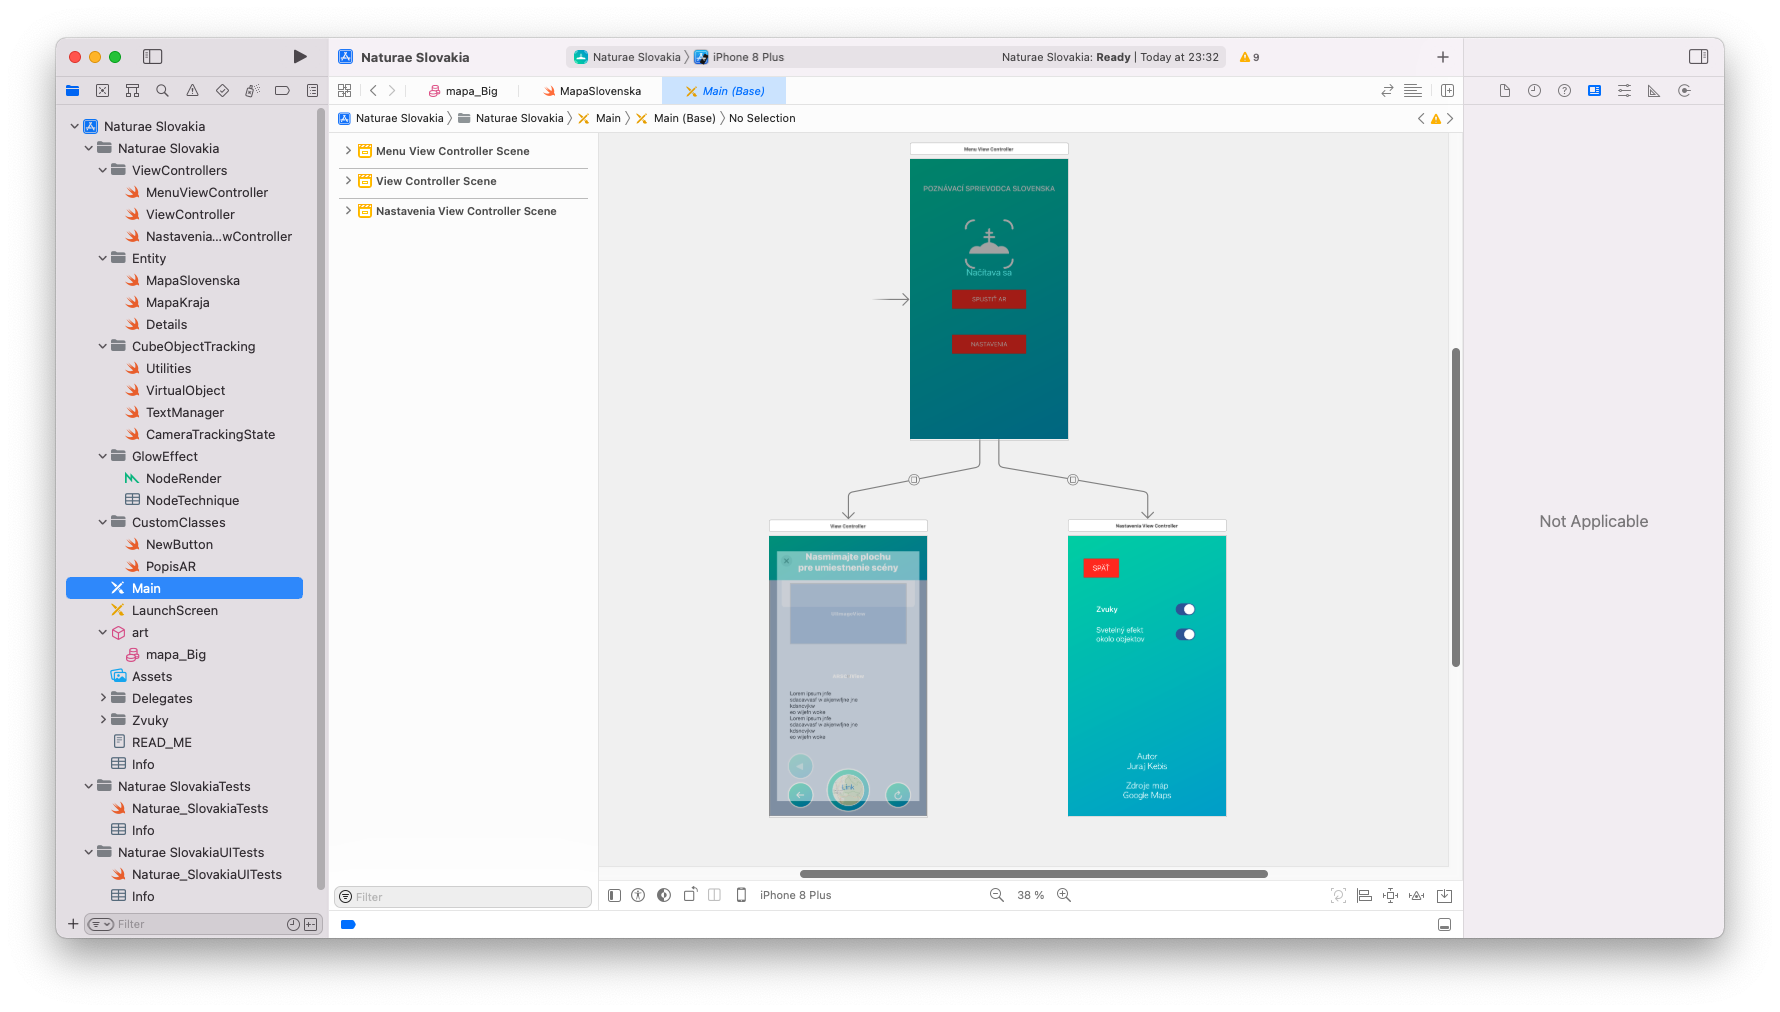 Naturae Slovakia
Naturae Slovakia
iPhone 8 Plus
Naturae Slovakia: Ready | Today at 23:32
9
mapa_Big
MapaSlovenska
Main (Base)
Naturae Slovakia
Naturae Slovakia
Main
Main (Base)
No Selection
Naturae Slovakia
Naturae Slovakia
ViewControllers
MenuViewController
ViewController
Nastavenia...wController
Entity
MapaSlovenska
MapaKraja
Details
CubeObjectTracking
Utilities
VirtualObject
TextManager
CameraTrackingState
GlowEffect
NodeRender
NodeTechnique
CustomClasses
NewButton
PopisAR
Main
LaunchScreen
art
mapa_Big
Assets
Delegates
Zvuky
READ_ME
Info
Naturae SlovakiaTests
Naturae_SlovakiaTests
Info
Naturae SlovakiaUITests
Naturae_SlovakiaUITests
Info
Filter
Menu View Controller Scene
View Controller Scene
Nastavenia View Controller Scene
Filter
Menu View Controller
POZNÁVACÍ SPRIEVODCA SLOVENSKA
Načítava sa
SPUSTIŤ AR
NASTAVENIA
View Controller
Nasmimajte plochu
pre umiestnenie scény
Lorem ipsum jnfe
Lorem ipsum jnfe
Link
Nastavenia View Controller
SPÄŤ
Zvuky
Svetelný efekt
okolo objektov
Autor
Juraj Kebis
Zdroje máp
Google Maps
iPhone 8 Plus
38 %
Not Applicable